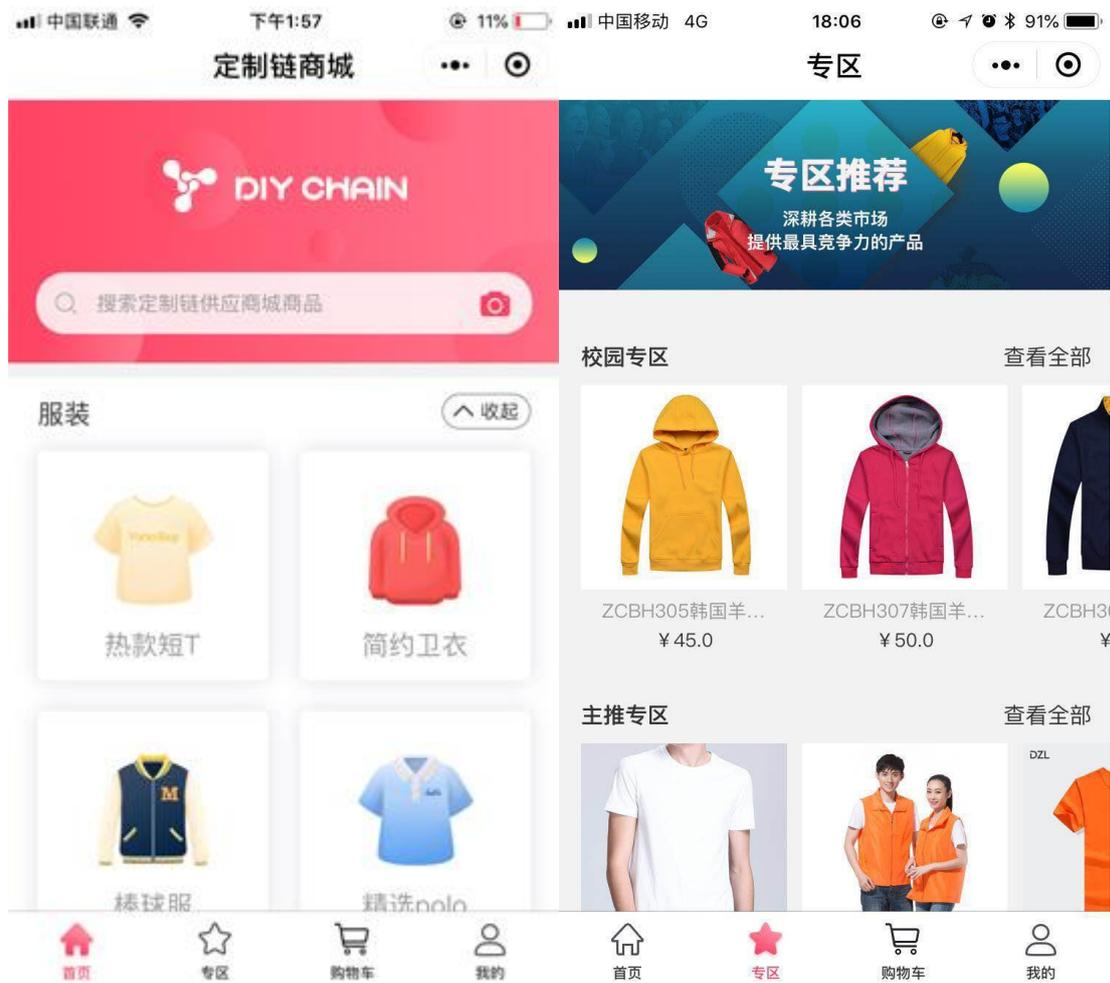 中国联通
下午1:57
11%
定制链商城
DIY CHAIN
搜索定制链供应商城商品
服装
收起
热款短T
简约卫衣
M
棒球服
精选polo
首页
专区
购物车
我的
中国移动 4G
18:06
91%
专区
专区推荐
深耕各类市场
提供最具竞争力的产品
校园专区
查看全部
ZCBH305韩国羊...
ZCBH307韩国羊...
¥45.0
¥50.0
¥
主推专区
查看全部
DZL
首页
专区
购物车
我的